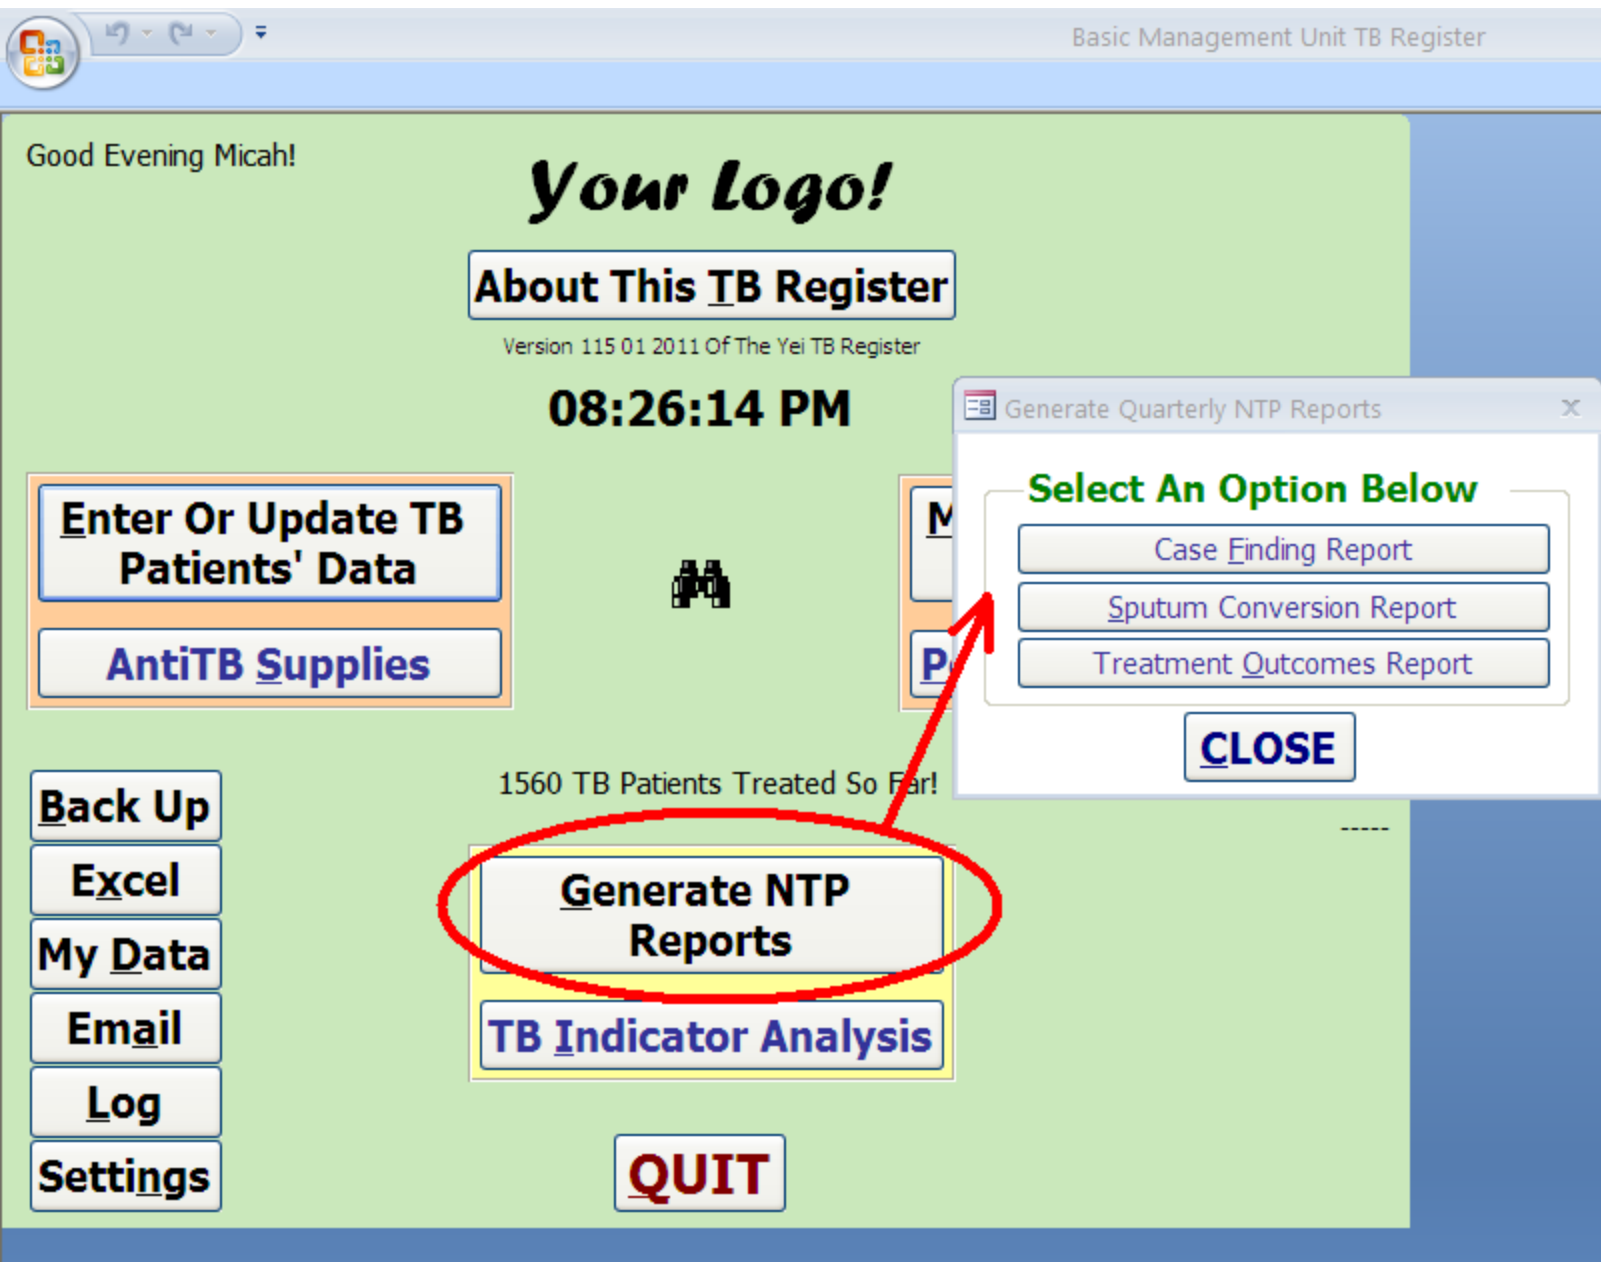 Basic Management Unit TB Register
Good Evening Micah!
Your Logo!
About This TB Register
Version 115 01 2011 Of The Yei TB Register
08:26:14 PM
Generate Quarterly NTP Reports
Select An Option Below
Case Finding Report
Sputum Conversion Report
Treatment Outcomes Report
CLOSE
Enter Or Update TB
Patients' Data
AntiTB Supplies
1560 TB Patients Treated So Far!
-----
Back Up
Excel
My Data
Email
Log
Settings
Generate NTP
Reports
TB Indicator Analysis
QUIT